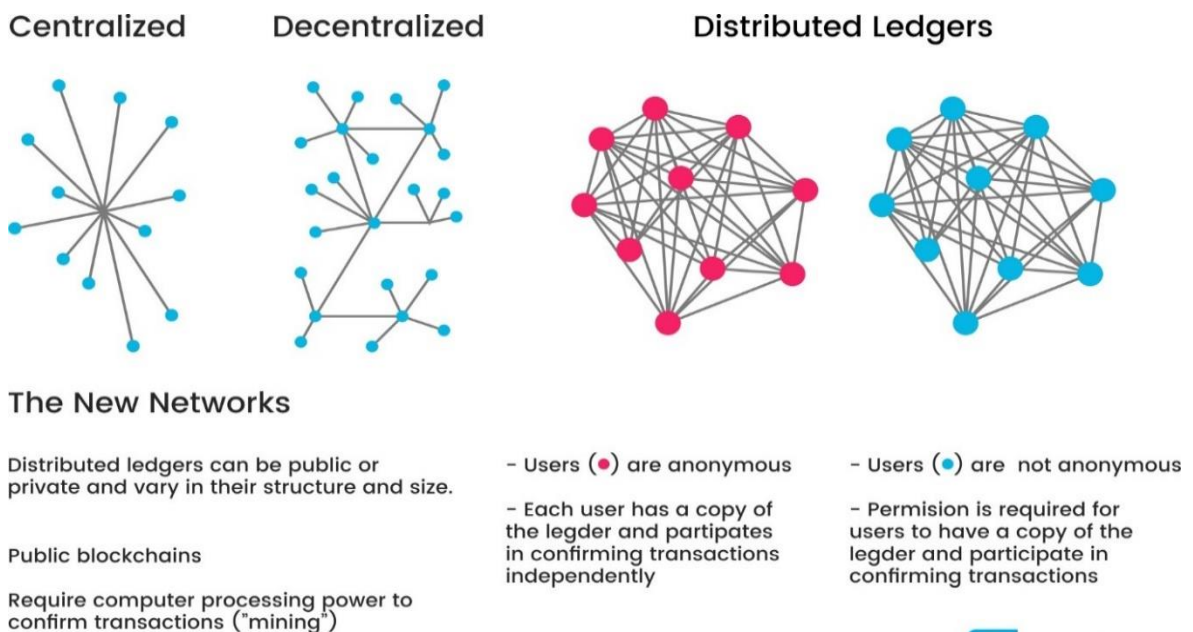 Centralized
Decentralized
Distributed Ledgers
The New Networks
Distributed ledgers can be public or
private and vary in their structure and size.
Public blockchains
Require computer processing power to
confirm transactions ("mining")
- Users (●) are anonymous
- Each user has a copy of
the legder and partipates
in confirming transactions
independently
- Users (●) are not anonymous
- Permision is required for
users to have a copy of the
legder and participate in
confirming transactions